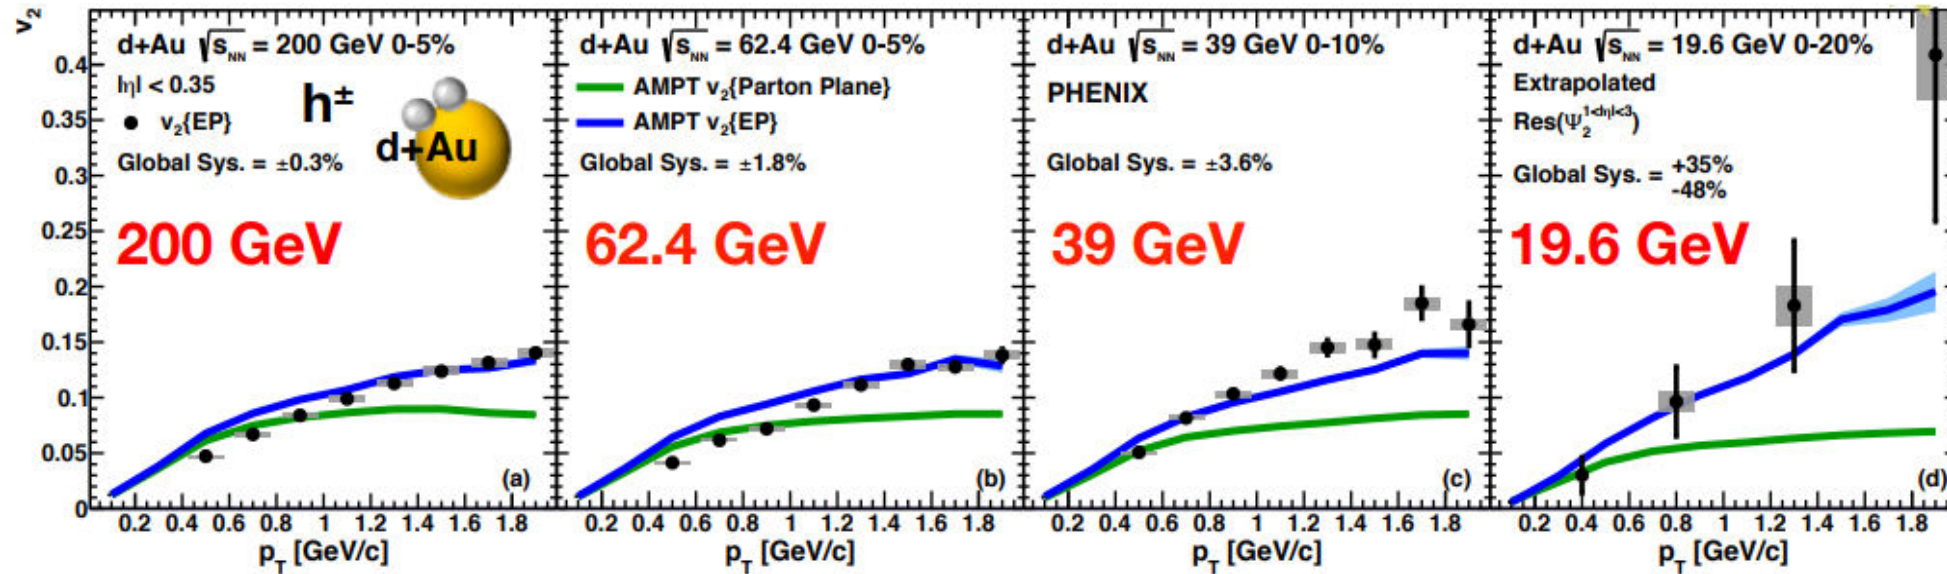 v₂
0.4
0.35
0.3
0.25
0.2
0.15
0.1
0.05
0
d+Au √s_NN = 200 GeV 0-5%
|η| < 0.35
v₂{EP}
h±
d+Au
Global Sys. = ±0.3%
200 GeV
(a)
0.2 0.4 0.6 0.8 1 1.2 1.4 1.6 1.8
p_T [GeV/c]
d+Au √s_NN = 62.4 GeV 0-5%
AMPT v₂{Parton Plane}
AMPT v₂{EP}
Global Sys. = ±1.8%
62.4 GeV
(b)
0.2 0.4 0.6 0.8 1 1.2 1.4 1.6 1.8
p_T [GeV/c]
d+Au √s_NN = 39 GeV 0-10%
PHENIX
Global Sys. = ±3.6%
39 GeV
(c)
0.2 0.4 0.6 0.8 1 1.2 1.4 1.6 1.8
p_T [GeV/c]
d+Au √s_NN = 19.6 GeV 0-20%
Extrapolated
Res(Ψ₂^1<|η|<3)
Global Sys. = +35% -48%
19.6 GeV
(d)
0.2 0.4 0.6 0.8 1 1.2 1.4 1.6 1.8
p_T [GeV/c]